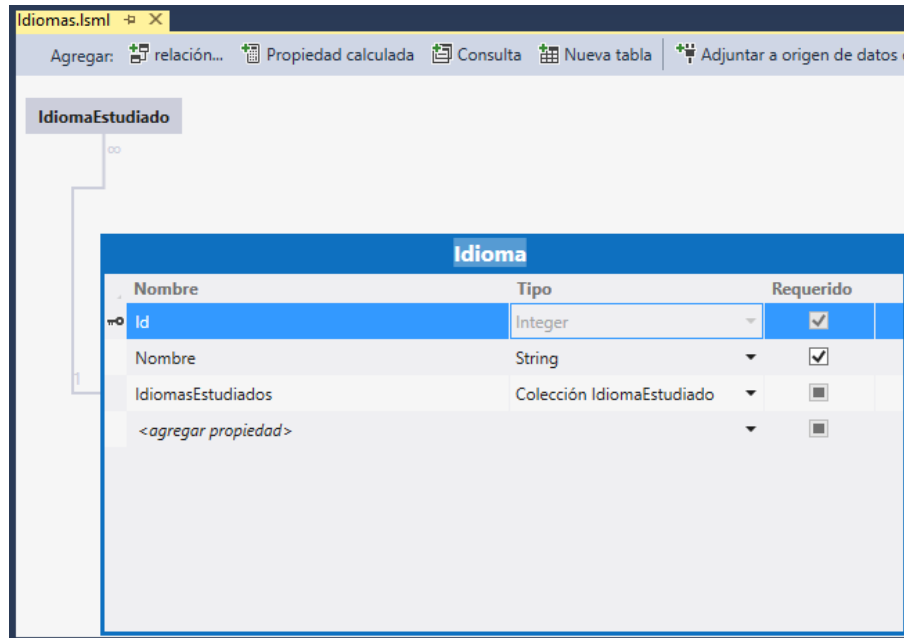 Idiomas.lsml
Agregar: relación... Propiedad calculada Consulta Nueva tabla Adjuntar a origen de datos
IdiomaEstudiado
∞
Idioma
Nombre Tipo Requerido
Id Integer
Nombre String
1
IdiomasEstudiados Colección IdiomaEstudiado
<agregar propiedad>